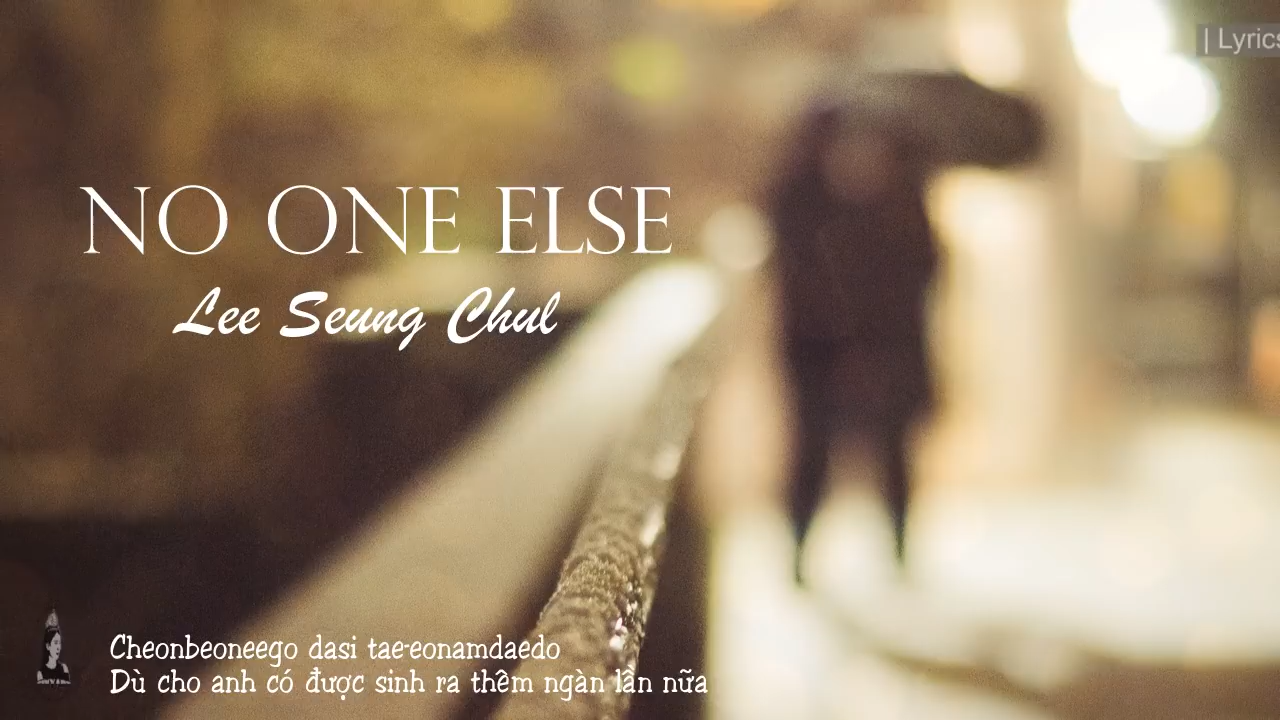 | Lyrics
NO ONE ELSE
Lee Seung Chul
Cheonbeoneego dasi tae-eonamdaedo
Dù cho anh có được sinh ra thêm ngàn lần nữa